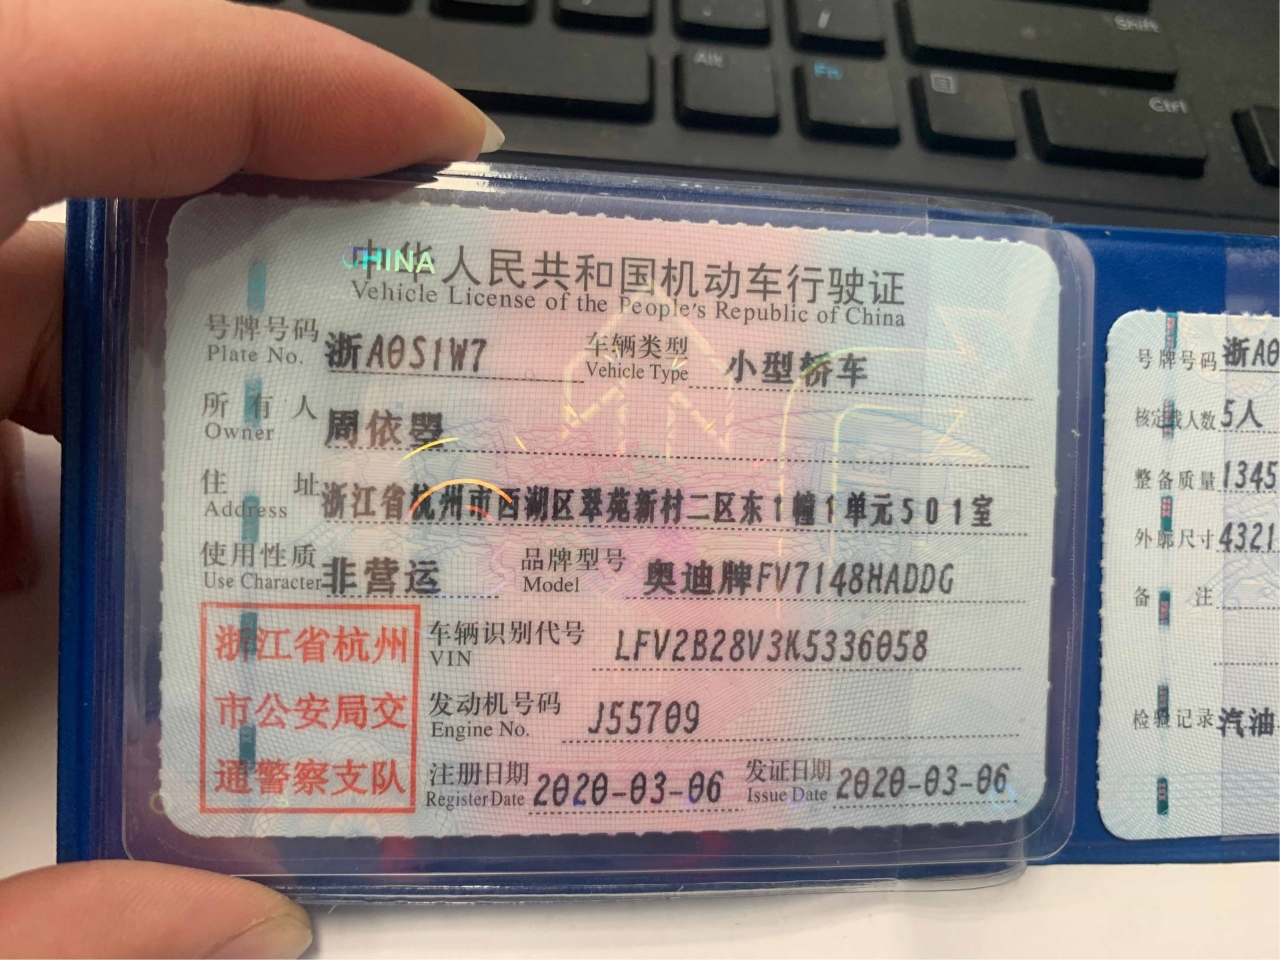 Shift
Alt
Fn
Ctrl
中华人民共和国机动车行驶证
CHINA
Vehicle License of the People's Republic of China
号牌号码 浙A0S1W7 车辆类型 小型轿车
Plate No. Vehicle Type
所有人 周依
Owner
住址 浙江省杭州市西湖区翠苑新村二区东1幢1单元501室
Address
使用性质 非营运 品牌型号 奥迪牌FV7148HADDG
Use Character Model
浙江省杭州
市公安局交
通警察支队
车辆识别代号 LFV2B28V3K5336058
VIN
发动机号码 J55709
Engine No.
注册日期 2020-03-06 发证日期 2020-03-06
Register Date Issue Date
号牌号码 浙A0
核定载人数 5人
整备质量 1345
外廓尺寸 4321
备注
检验记录 汽油